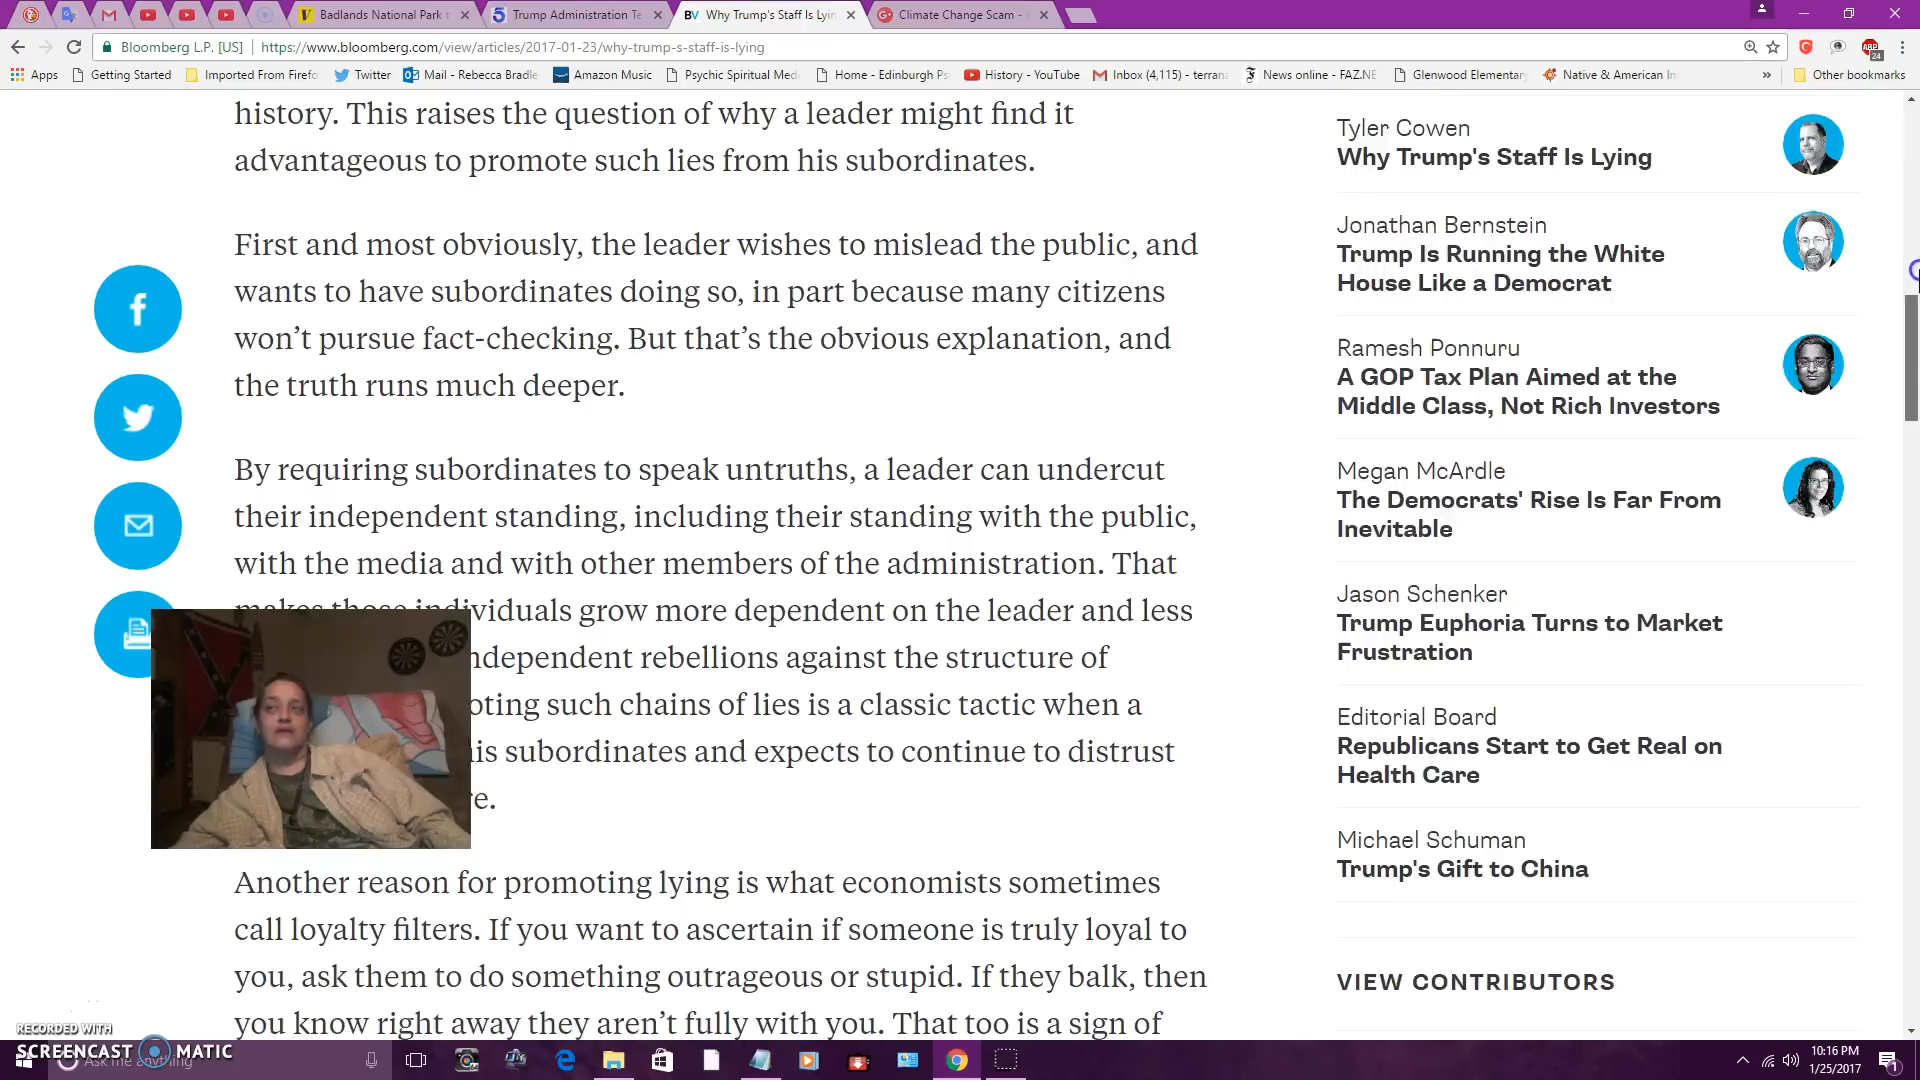 Badlands National Park t
Trump Administration Te
BV Why Trump's Staff Is Lyin
Climate Change Scam -
Bloomberg L.P. [US] | https://www.bloomberg.com/view/articles/2017-01-23/why-trump-s-staff-is-lying
Apps Getting Started Imported From Firefo Twitter Mail - Rebecca Bradle Amazon Music Psychic Spiritual Medi Home - Edinburgh Ps History - YouTube Inbox (4,115) - terran News online - FAZ.NE Glenwood Elementary Native & American In » Other bookmarks
history. This raises the question of why a leader might find it
advantageous to promote such lies from his subordinates.
First and most obviously, the leader wishes to mislead the public, and
wants to have subordinates doing so, in part because many citizens
won't pursue fact-checking. But that's the obvious explanation, and
the truth runs much deeper.
By requiring subordinates to speak untruths, a leader can undercut
their independent standing, including their standing with the public,
with the media and with other members of the administration. That
makes those individuals grow more dependent on the leader and less
ndependent rebellions against the structure of
oting such chains of lies is a classic tactic when a
is subordinates and expects to continue to distrust
re.
Another reason for promoting lying is what economists sometimes
call loyalty filters. If you want to ascertain if someone is truly loyal to
you, ask them to do something outrageous or stupid. If they balk, then
you know right away they aren't fully with you. That too is a sign of
Tyler Cowen
Why Trump's Staff Is Lying
Jonathan Bernstein
Trump Is Running the White
House Like a Democrat
Ramesh Ponnuru
A GOP Tax Plan Aimed at the
Middle Class, Not Rich Investors
Megan McArdle
The Democrats' Rise Is Far From
Inevitable
Jason Schenker
Trump Euphoria Turns to Market
Frustration
Editorial Board
Republicans Start to Get Real on
Health Care
Michael Schuman
Trump's Gift to China
VIEW CONTRIBUTORS
RECORDED WITH
SCREENCAST MATIC
Ask me anything
10:16 PM
1/25/2017